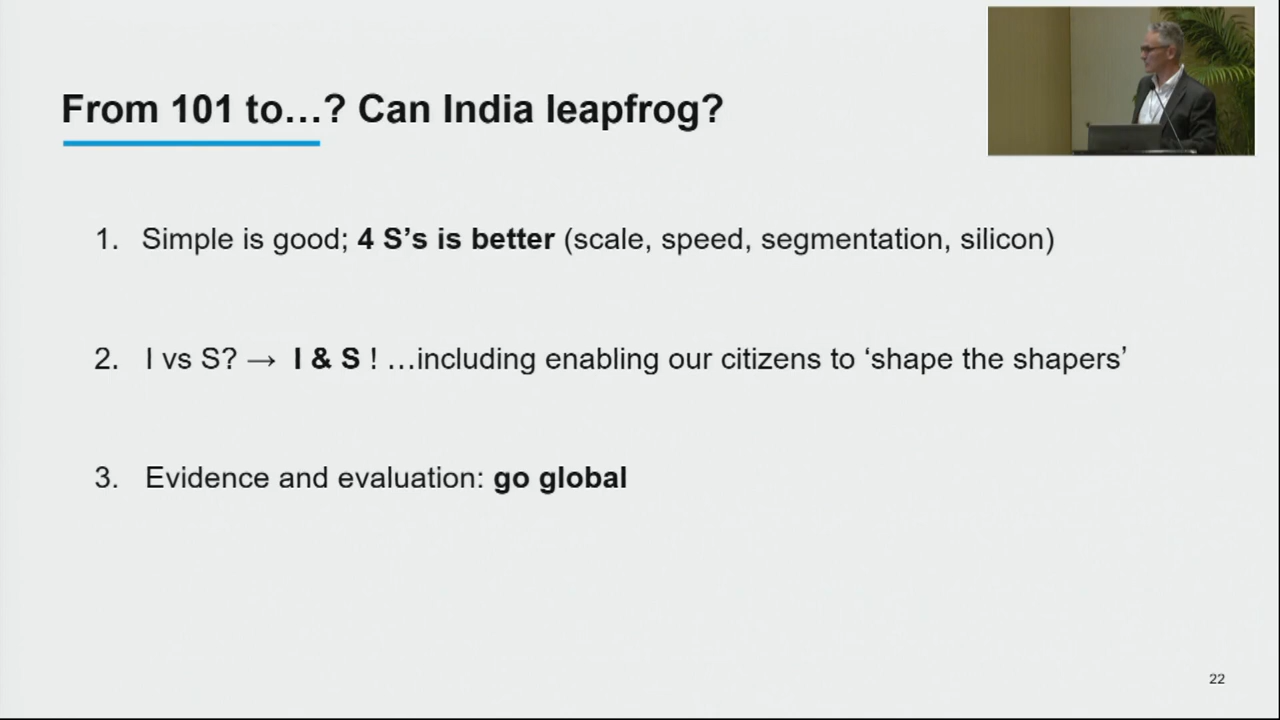 From 101 to…? Can India leapfrog?
1. Simple is good; 4 S’s is better (scale, speed, segmentation, silicon)
2. I vs S? → I & S ! …including enabling our citizens to ‘shape the shapers’
3. Evidence and evaluation: go global
22